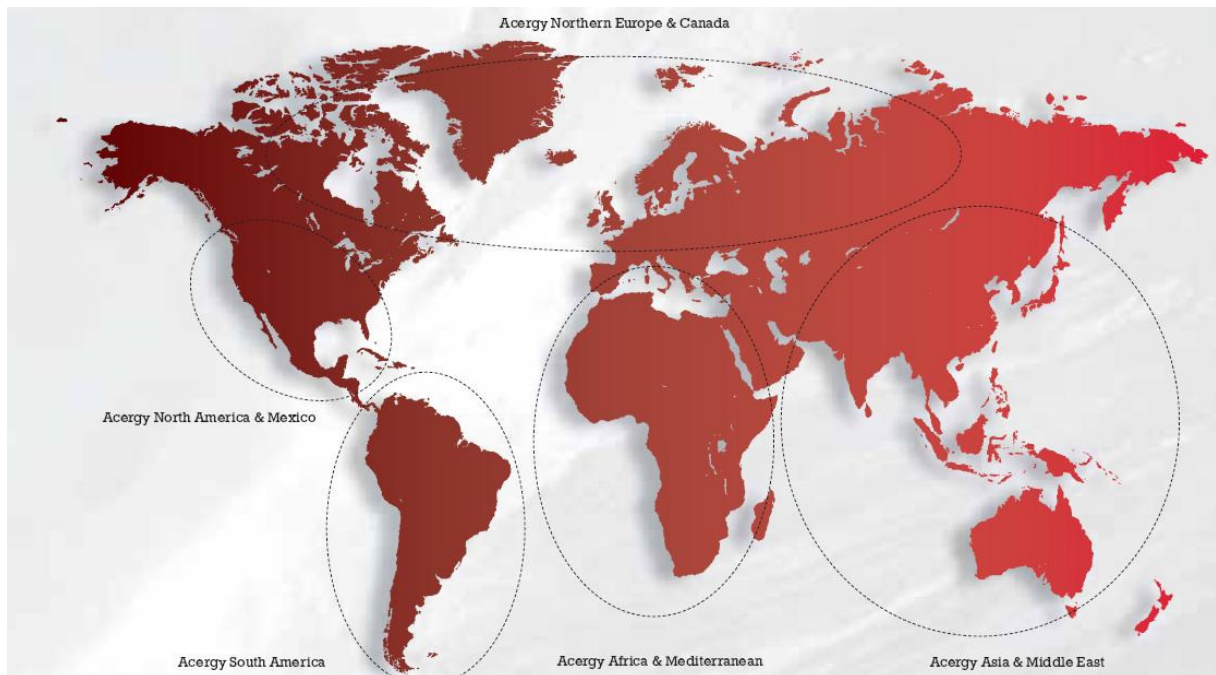 Acergy Northern Europe & Canada
Acergy North America & Mexico
Acergy South America
Acergy Africa & Mediterranean
Acergy Asia & Middle East